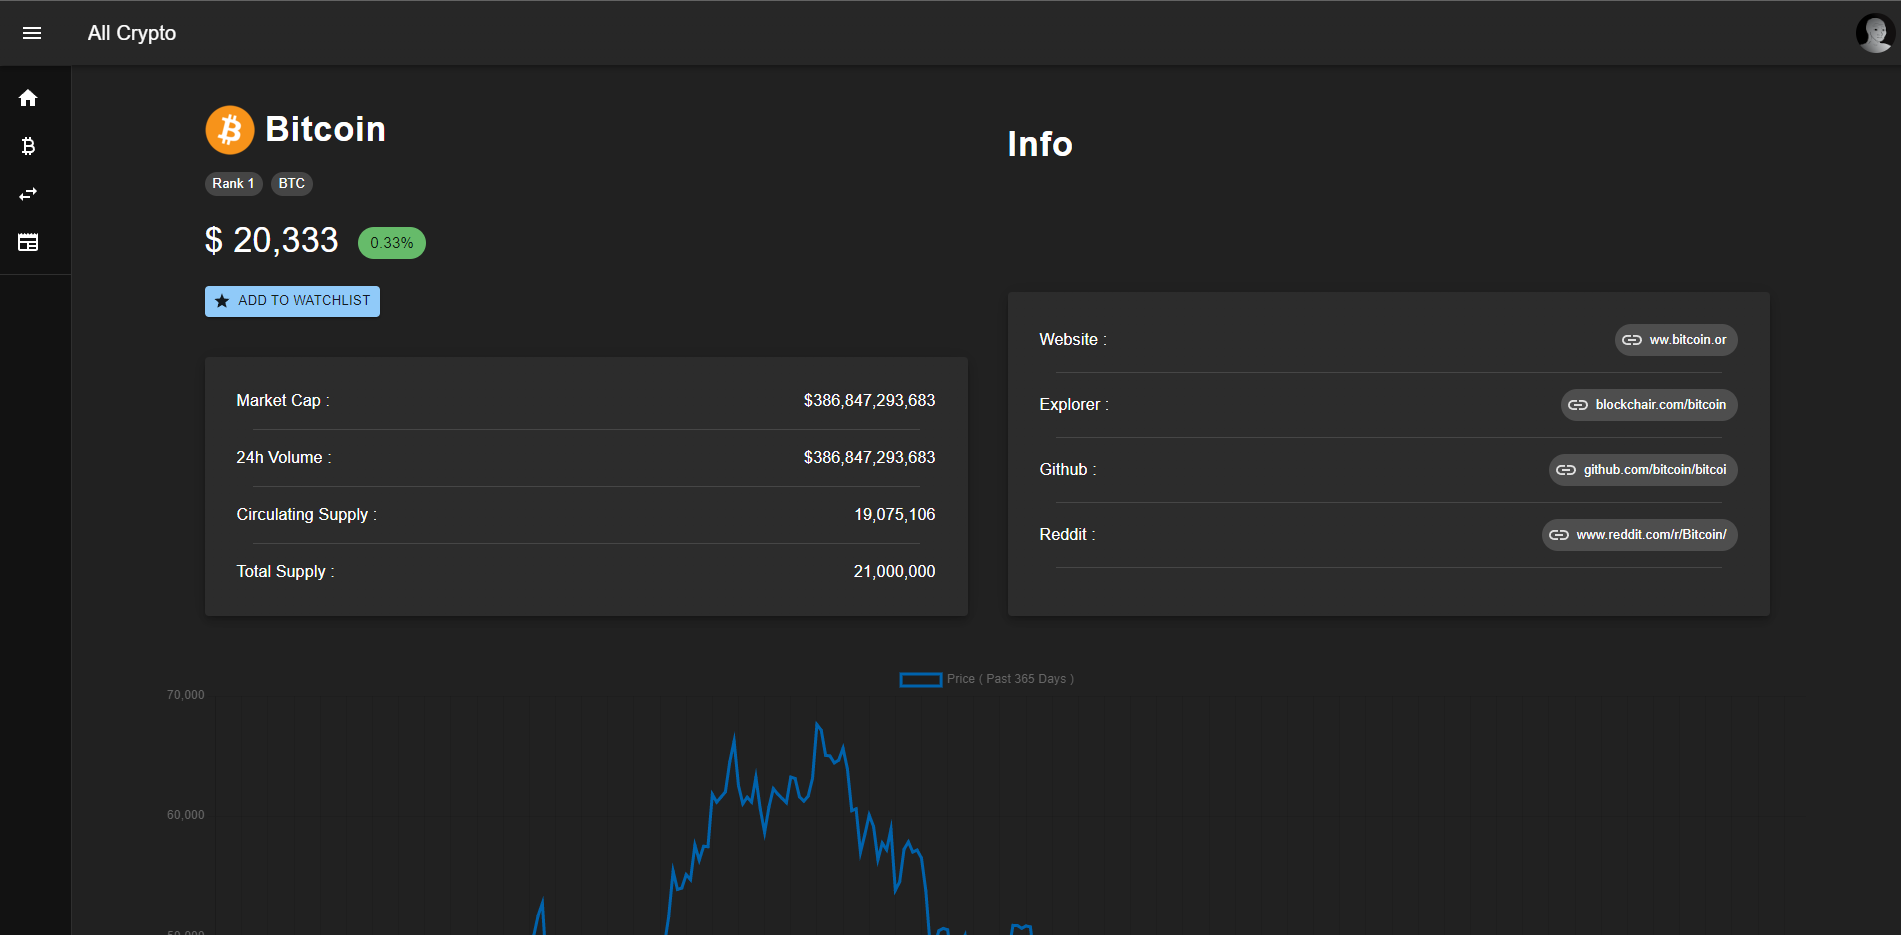 All Crypto
Bitcoin
Rank 1 BTC
$ 20,333 0.33%
ADD TO WATCHLIST
Market Cap : $386,847,293,683
24h Volume : $386,847,293,683
Circulating Supply : 19,075,106
Total Supply : 21,000,000
Info
Website : ww.bitcoin.or
Explorer : blockchair.com/bitcoin
Github : github.com/bitcoin/bitcoi
Reddit : www.reddit.com/r/Bitcoin/
Price ( Past 365 Days )
70,000
60,000
50,000